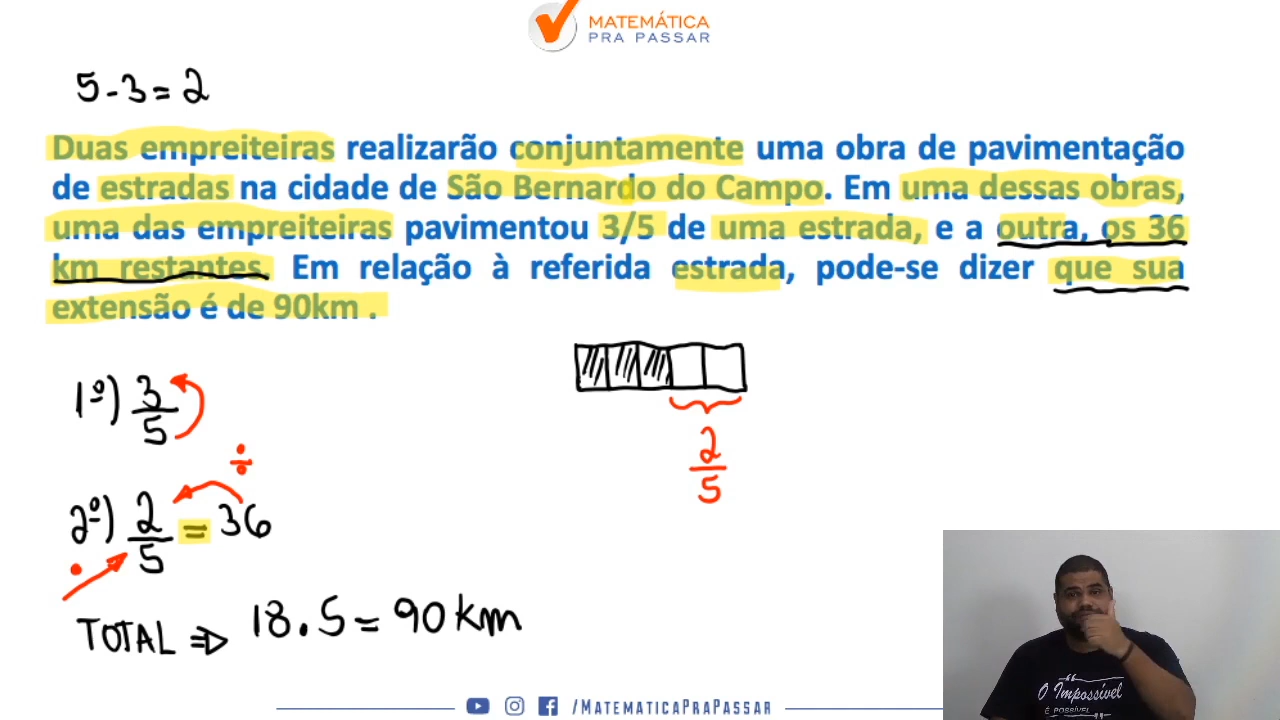 MATEMÁTICA
PRA PASSAR
5-3=2
Duas empreiteiras realizarão conjuntamente uma obra de pavimentação
de estradas na cidade de São Bernardo do Campo. Em uma dessas obras,
uma das empreiteiras pavimentou 3/5 de uma estrada, e a outra, os 36
km restantes. Em relação à referida estrada, pode-se dizer que sua
extensão é de 90km .
1º) 3/5
÷
2º) 2/5 = 36
2/5
TOTAL ⇒ 18.5=90km
O Impossível
É POSSÍVEL
/MatematicaPraPassar